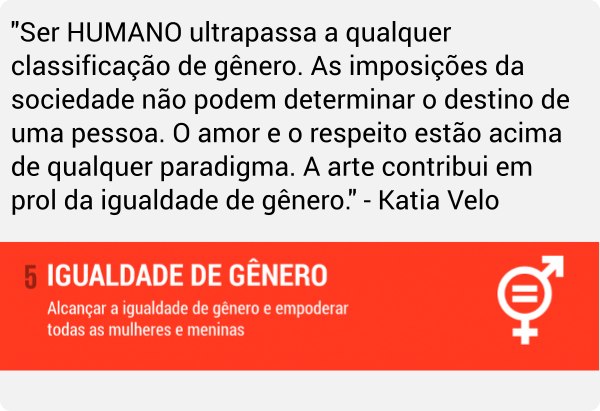 "Ser HUMANO ultrapassa a qualquer
classificação de gênero. As imposições da
sociedade não podem determinar o destino de
uma pessoa. O amor e o respeito estão acima
de qualquer paradigma. A arte contribui em
prol da igualdade de gênero." - Katia Velo
5 IGUALDADE DE GÊNERO
Alcançar a igualdade de gênero e empoderar
todas as mulheres e meninas